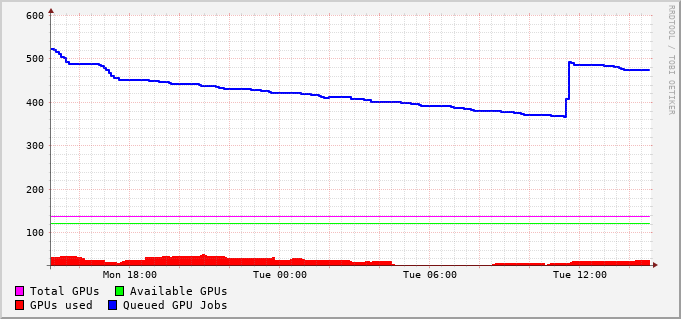 600
500
400
300
200
100
Mon 18:00 Tue 00:00 Tue 06:00 Tue 12:00
Total GPUs Available GPUs
GPUs used Queued GPU Jobs
RRDTOOL / TOBI OETIKER